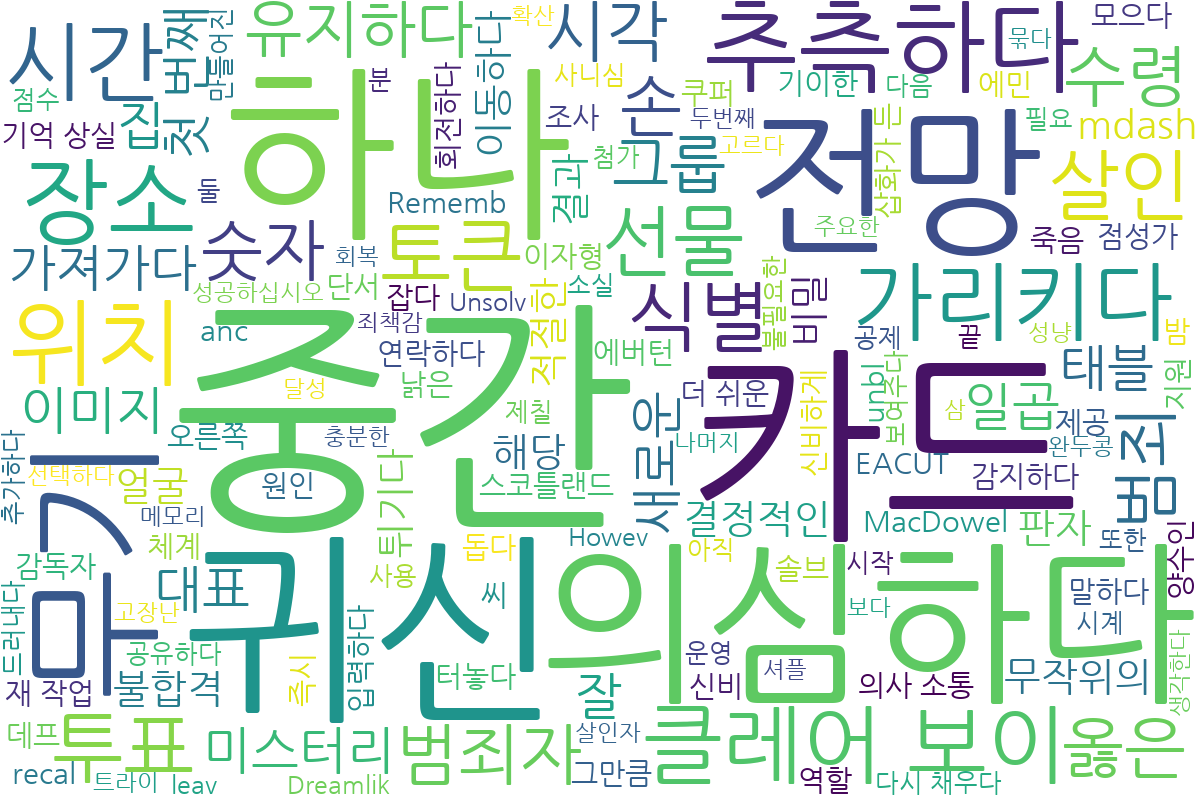 시간
점수
첫 번째
만들어진
유지하다
분
회전하다
이동하다
확산
시각
사니심
조사
추측하다
모으다
묶다
수령
기이한
다음
에민
필요
mdash
손
쿠퍼
두번째
고르다
그룹
첨가
결과
기억 상실
집
장소
둘
하나
Rememb
전망
삽화가 든
주요한
살인
죽음
점성가
가져가다
숫자
회복
토큰
이자형
선물
성공하십시오
단서
잡다
Unsolv
소실
적절한
식별
불필요한
비밀
가리키다
위치
anc
죄책감
연락하다
에버턴
공제
끝
성냥
밤
이미지
중간
달성
낡은
제칠
더 쉬운
카드
unbl
보여주다
일곱
태블
지원
삼
제공
완두공
오른쪽
충분한
해당
새로운
나머지
신비하게
EACUT
감지하다
범죄
추가하다
선택하다
얼굴
원인
스코틀랜드
메모리
무기
튀기다
결정적인
MacDowel
판자
또한
양수인
감독자
체계
사용
돕다
Howev
아직
솔브
시작
드러내다
대표
고장난
귀신
씨
의심하다
보다
말하다
시계
공유하다
입력하다
즉시
터놓다
운영
재 작업
불합격
잘
신비
셔플
의사 소통
무작위의
생각한다
데프
투표
미스터리
범죄자
살인자
클레어 보이
옳은
recal
트라이
leav
Dreamlik
그만큼
역할
다시 채우다